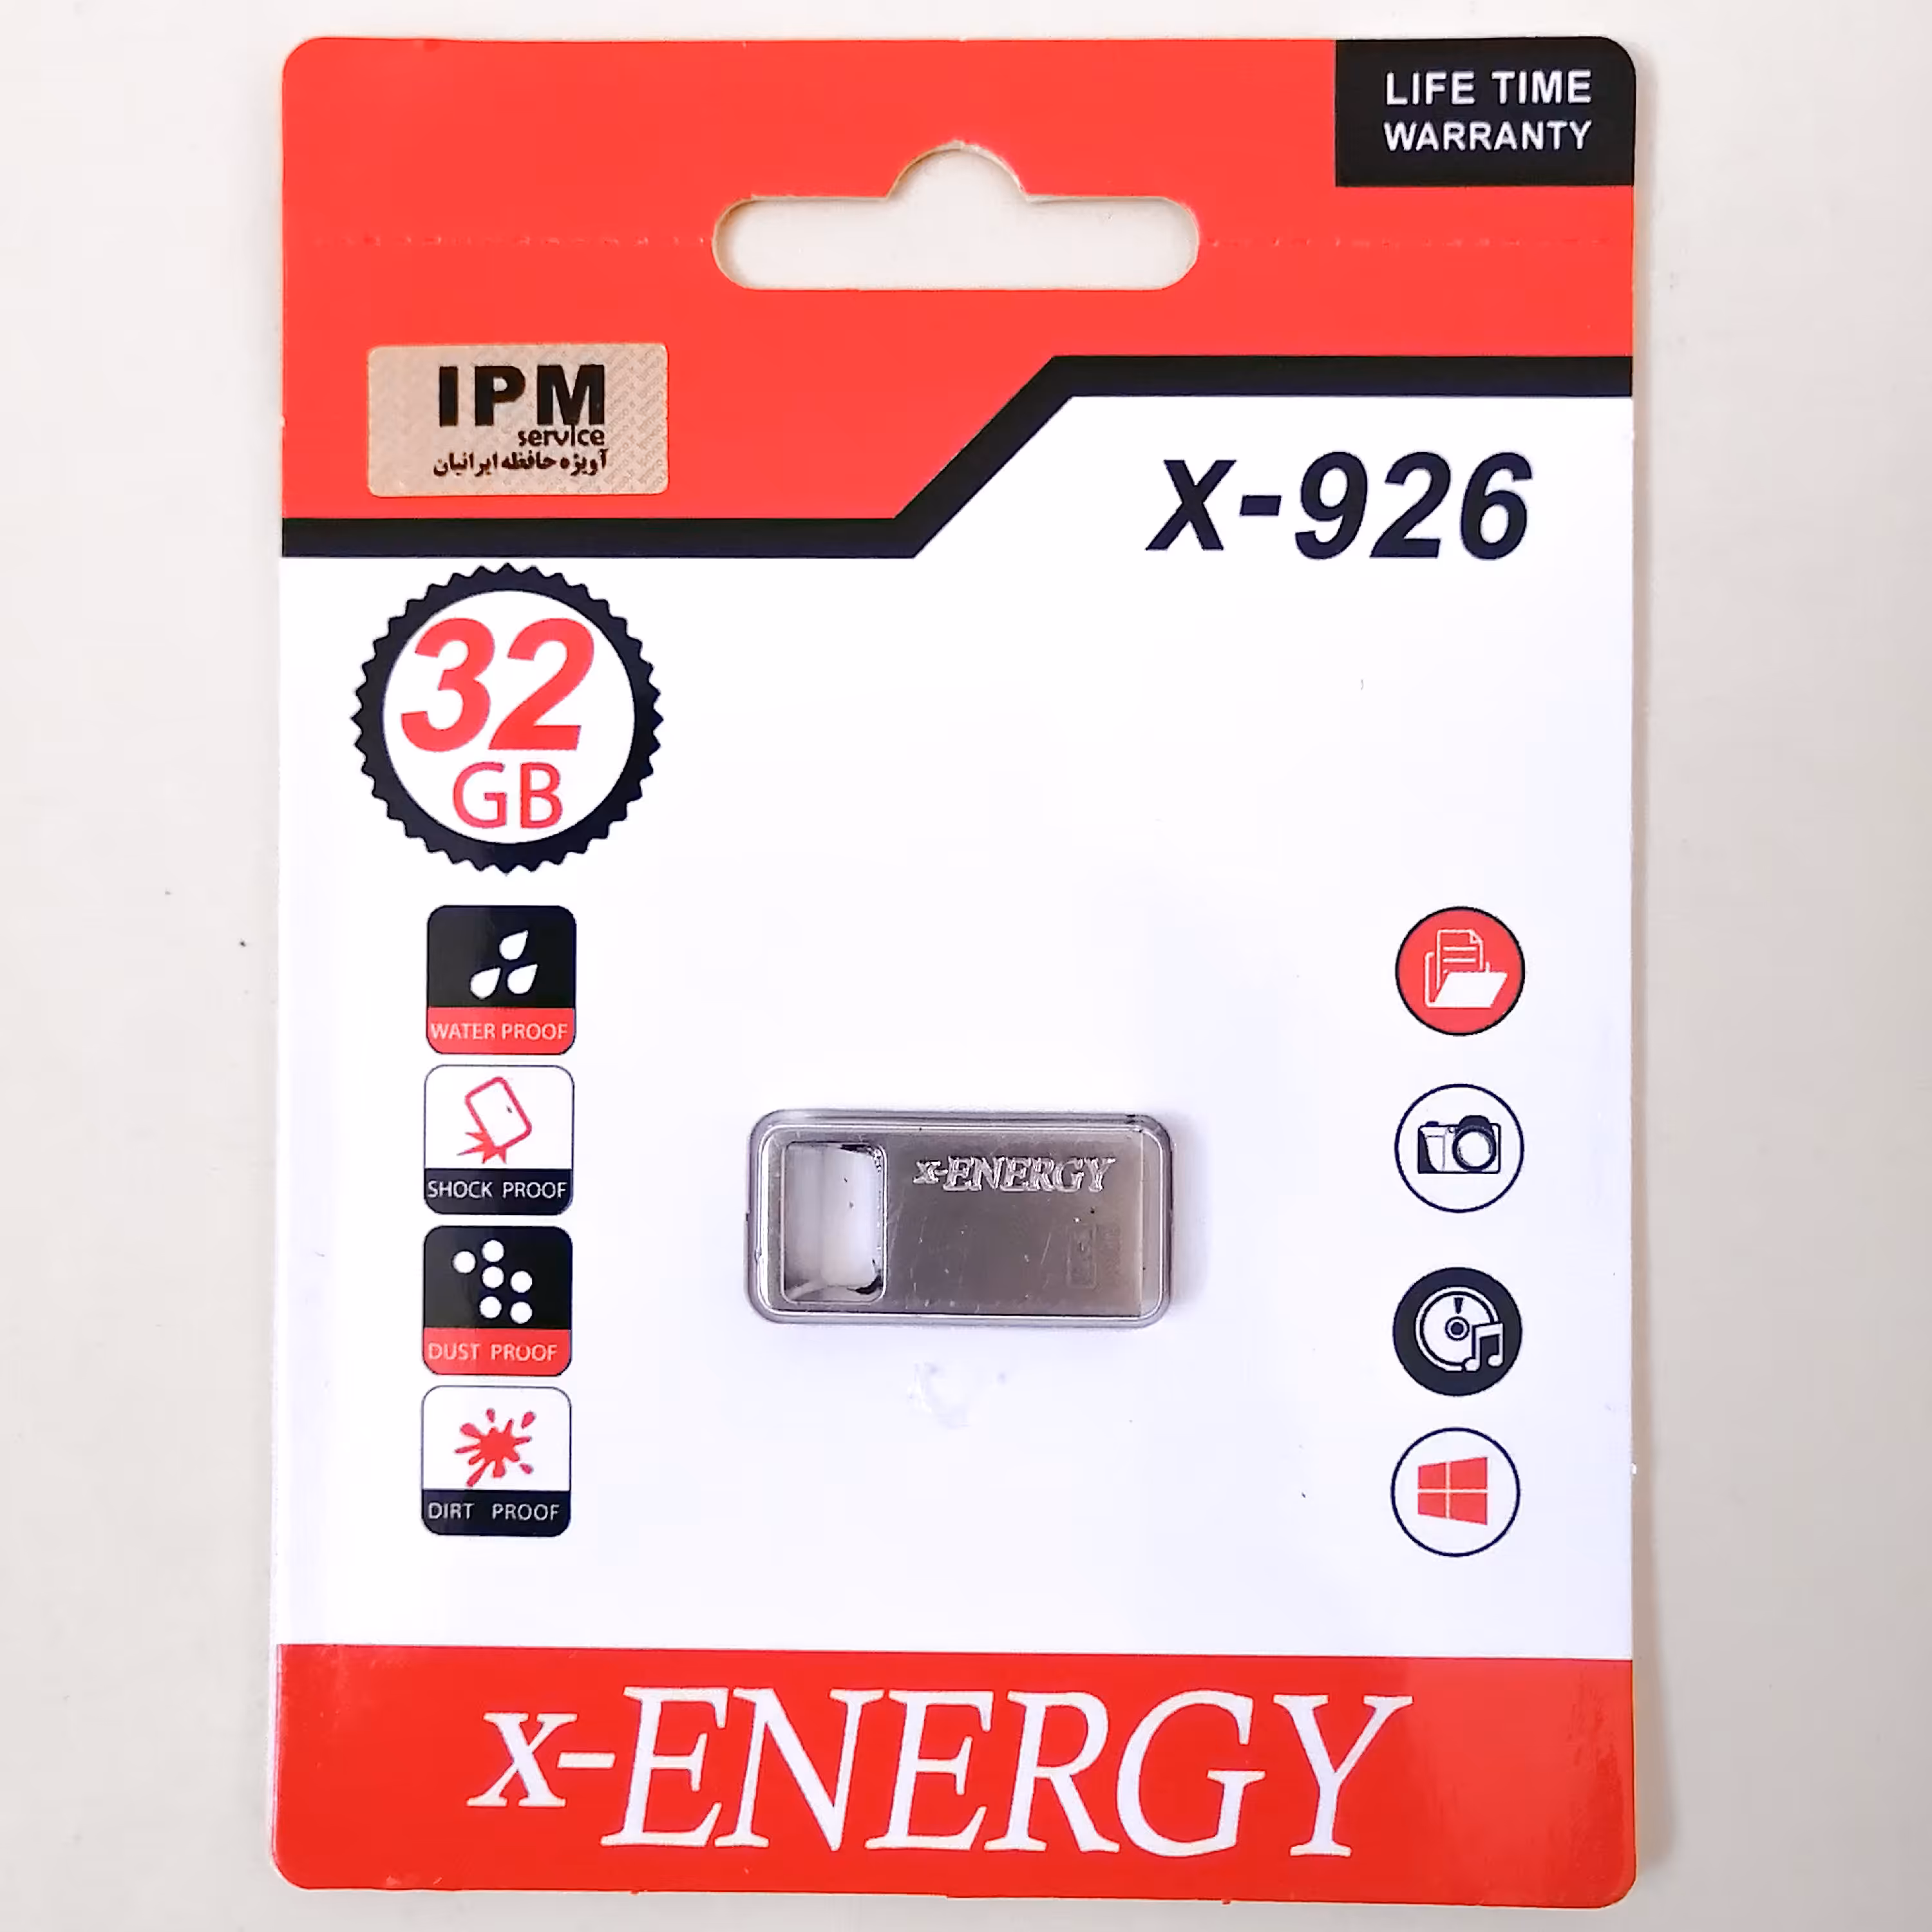 LIFE TIME
WARRANTY
IPM
service
آویژه حافظه ایرانیان
X-926
32
GB
WATER PROOF
SHOCK PROOF
DUST PROOF
DIRT PROOF
x-ENERGY
x-ENERGY